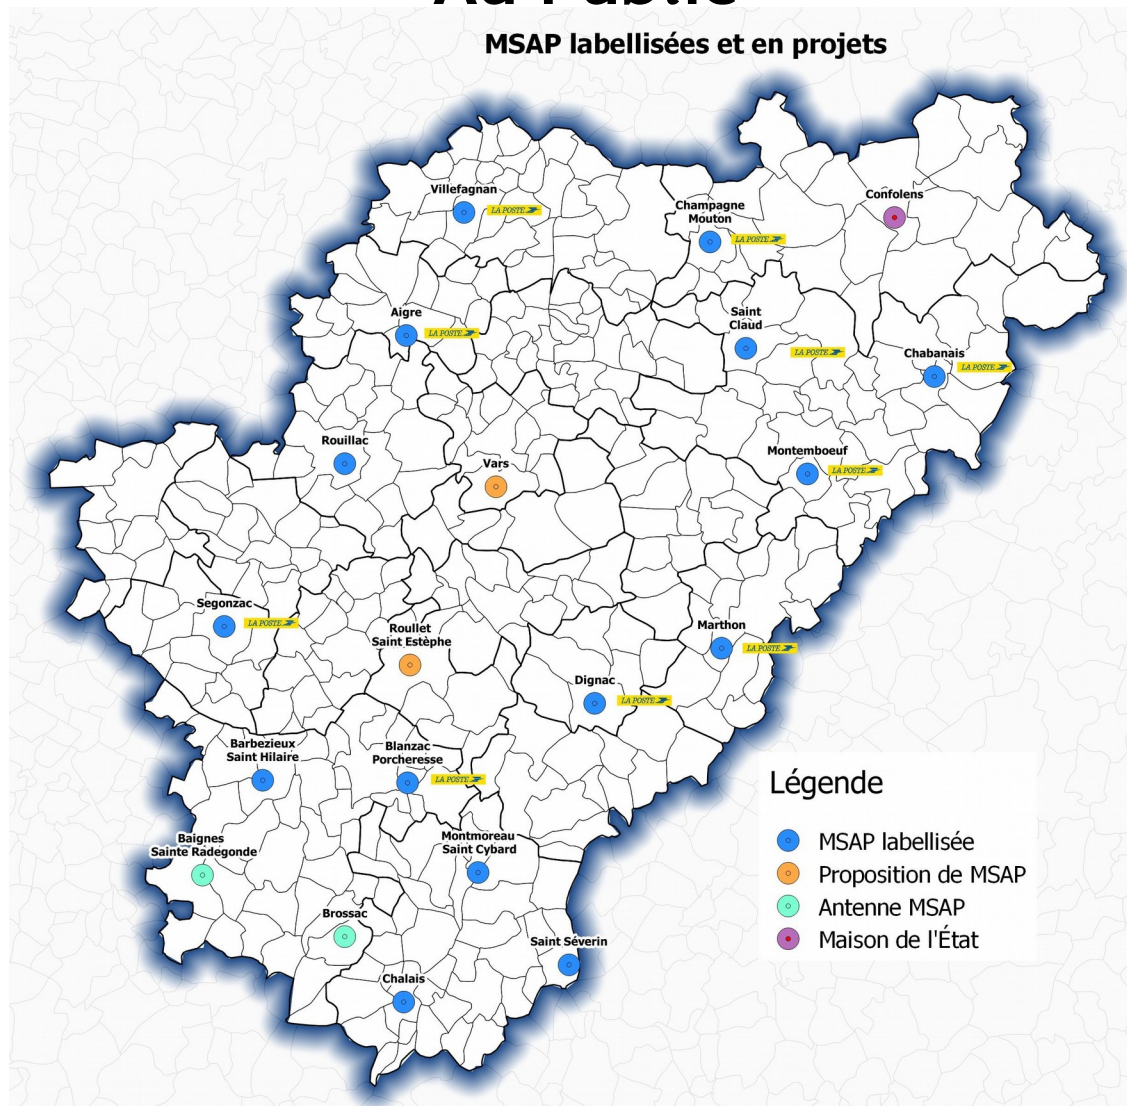 Au Public
MSAP labellisées et en projets
Villefagnan
LA POSTE
Champagne
Mouton
LA POSTE
Confolens
Aigre
LA POSTE
Saint
Claud
LA POSTE
Chabanais
LA POSTE
Rouillac
Vars
Montemboeuf
LA POSTE
Segonzac
LA POSTE
Roullet
Saint Estèphe
Marthon
LA POSTE
Dignac
LA POSTE
Barbezieux
Saint Hilaire
Blanzac
Porcheresse
LA POSTE
Baignes
Sainte Radegonde
Montmoreau
Saint Cybard
Brossac
Saint Séverin
Chalais
Légende
MSAP labellisée
Proposition de MSAP
Antenne MSAP
Maison de l'État